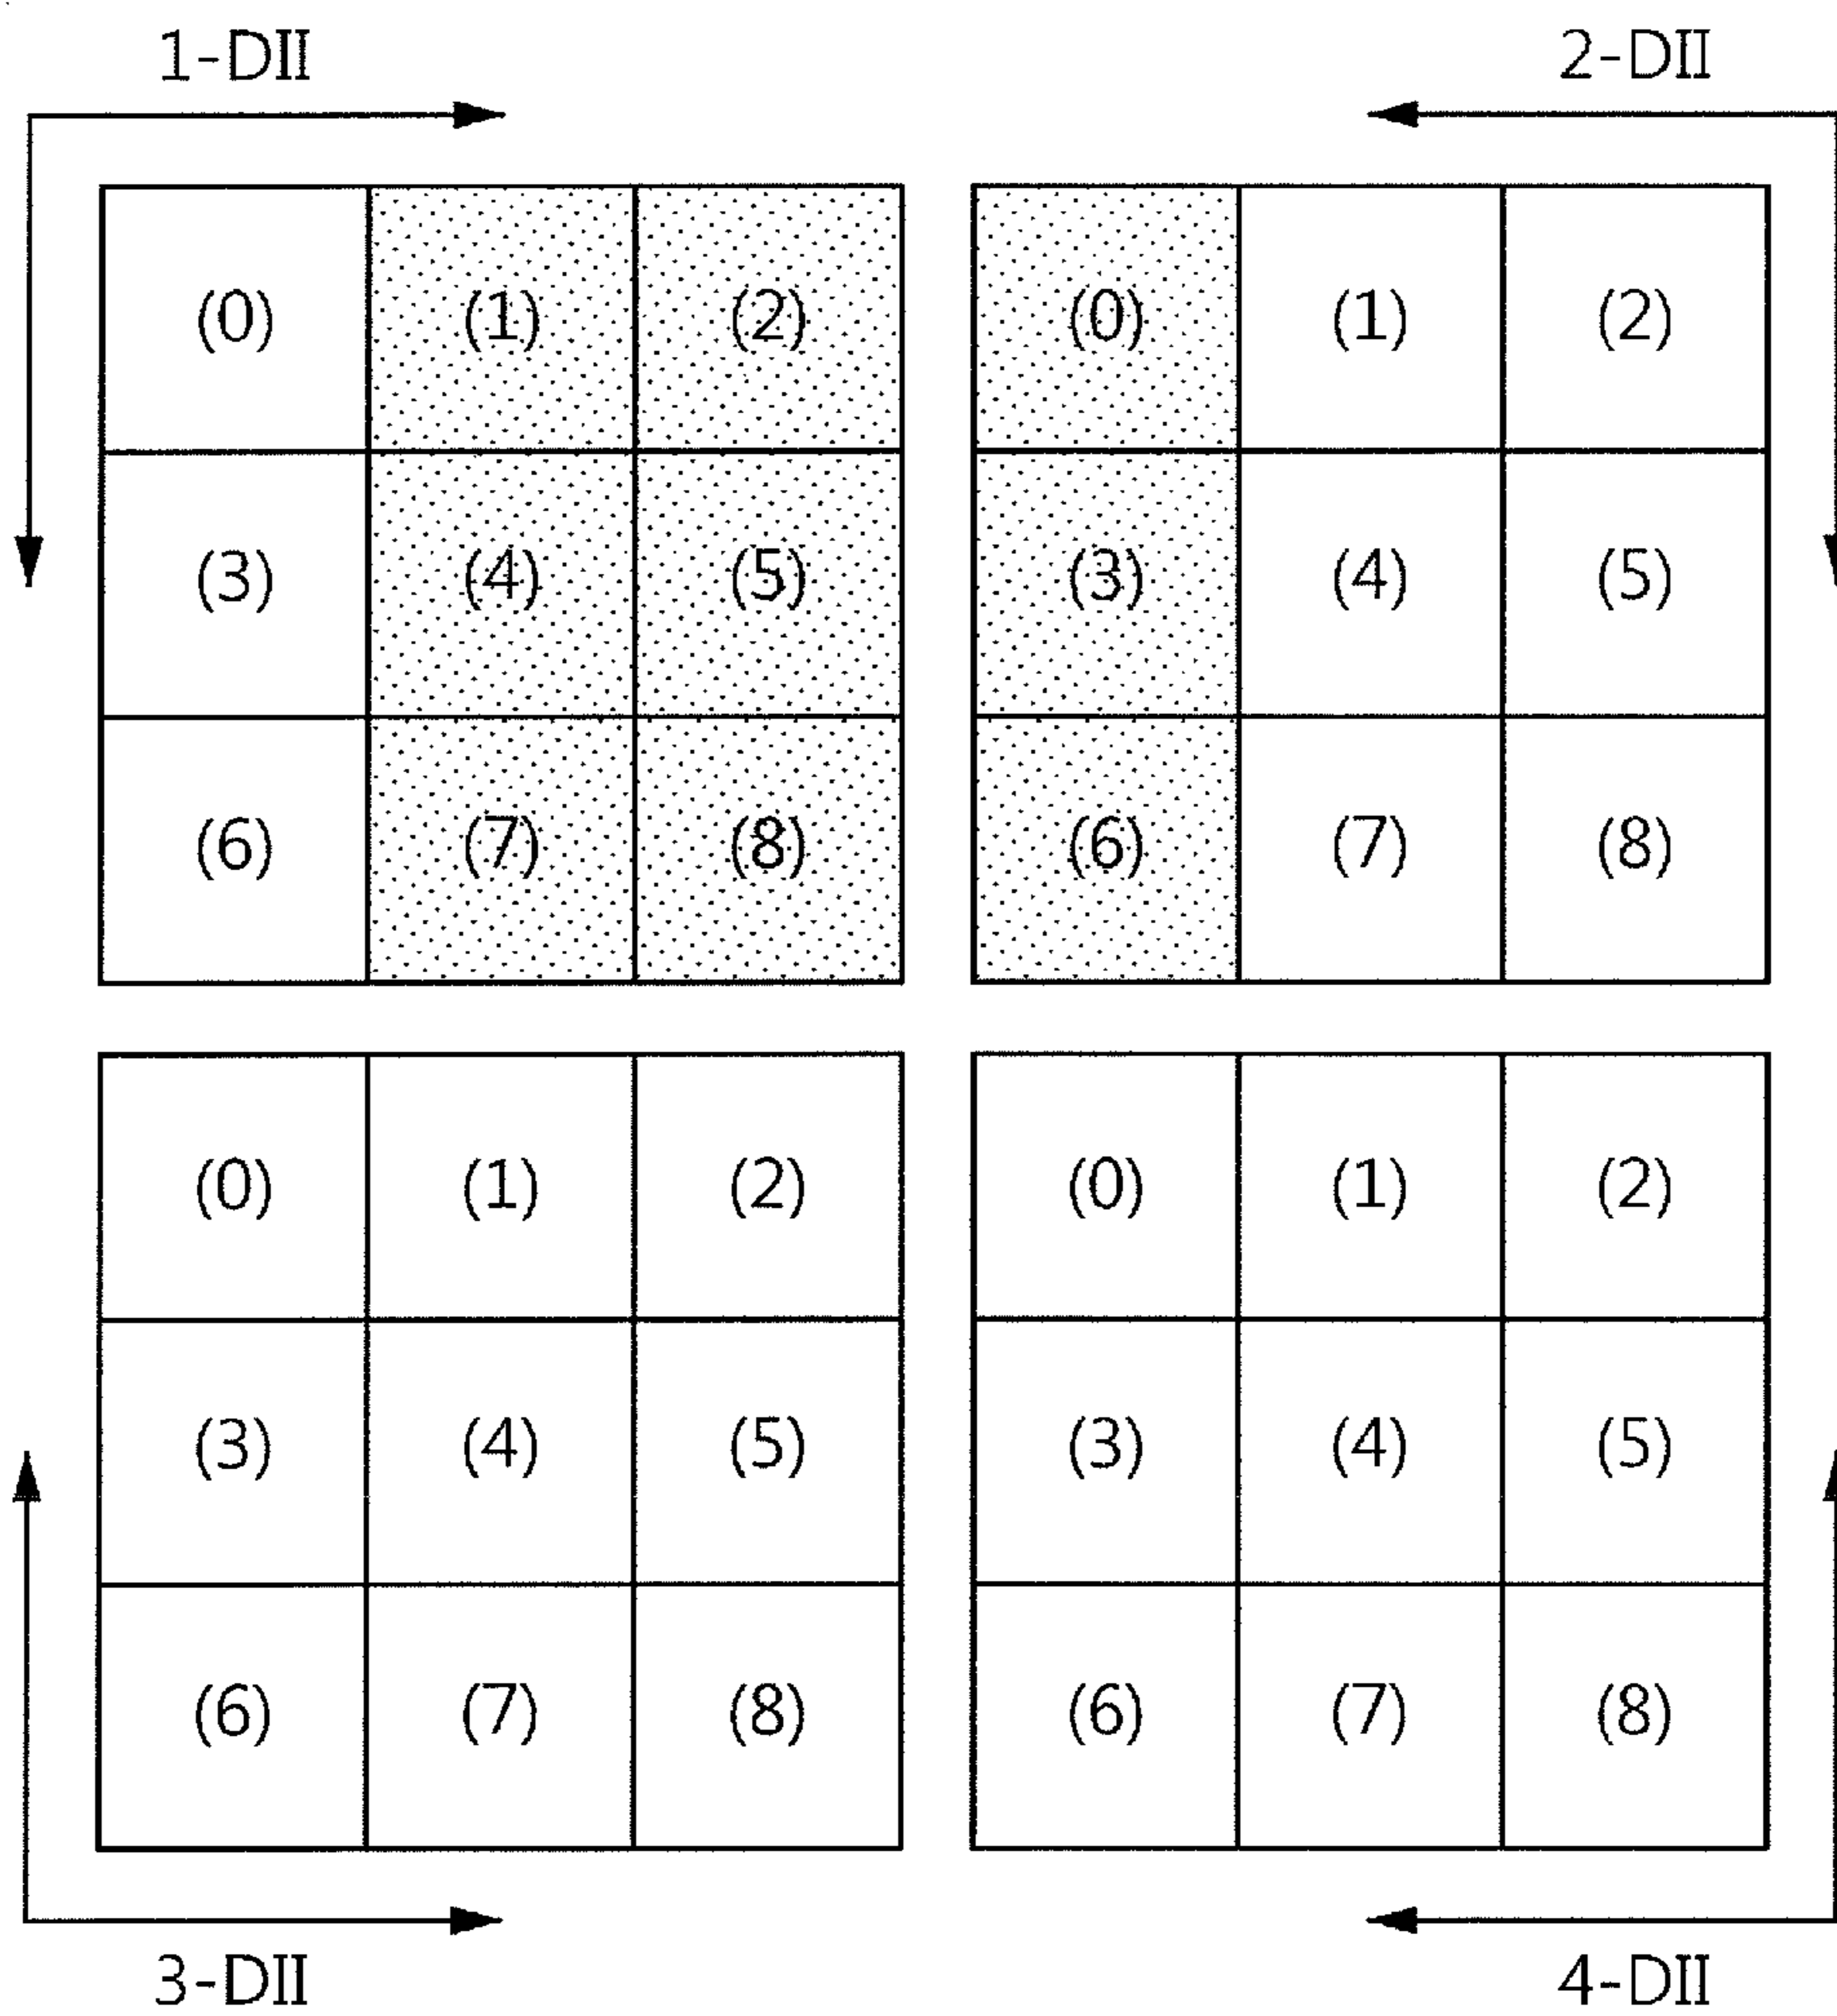 1-DII 2-DII
(0) (1) (2) (0) (1) (2)
(3) (4) (5) (3) (4) (5)
(6) (7) (8) (6) (7) (8)
(0) (1) (2) (0) (1) (2)
(3) (4) (5) (3) (4) (5)
(6) (7) (8) (6) (7) (8)
3-DII 4-DII